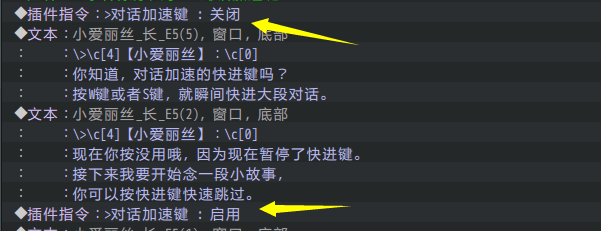 ◆插件指令:>对话加速键 : 关闭
◆文本:小爱丽丝_长_E5(5), 窗口, 底部
:    :\>\c[4]【小爱丽丝】:\c[0]
:    :你知道, 对话加速的快进键吗?
:    :按W键或者S键, 就瞬间快进大段对话。
◆文本:小爱丽丝_长_E5(2), 窗口, 底部
:    :\>\c[4]【小爱丽丝】:\c[0]
:    :现在你按没用哦, 因为现在暂停了快进键。
:    :接下来我要开始念一段小故事,
:    :你可以按快进键快速跳过。
◆插件指令:>对话加速键 : 启用